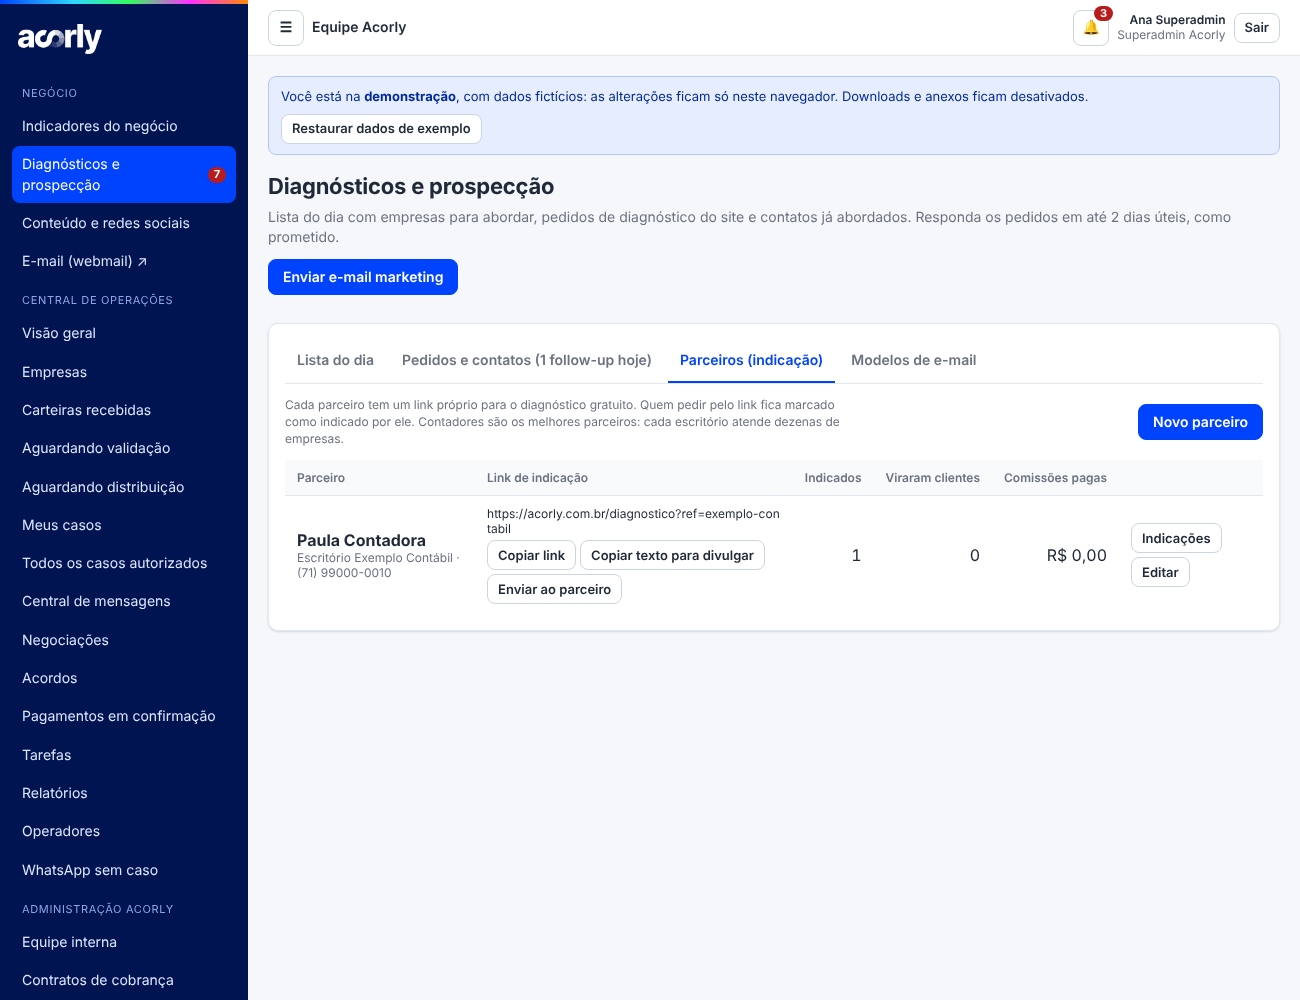 acorly
NEGÓCIO
Indicadores do negócio
Diagnósticos e
prospecção
7
Conteúdo e redes sociais
E-mail (webmail) ↗
CENTRAL DE OPERAÇÕES
Visão geral
Empresas
Carteiras recebidas
Aguardando validação
Aguardando distribuição
Meus casos
Todos os casos autorizados
Central de mensagens
Negociações
Acordos
Pagamentos em confirmação
Tarefas
Relatórios
Operadores
WhatsApp sem caso
ADMINISTRAÇÃO ACORLY
Equipe interna
Contratos de cobrança
☰ Equipe Acorly
3
Ana Superadmin
Superadmin Acorly
Sair
Você está na demonstração, com dados fictícios: as alterações ficam só neste navegador. Downloads e anexos ficam desativados.
Restaurar dados de exemplo
Diagnósticos e prospecção
Lista do dia com empresas para abordar, pedidos de diagnóstico do site e contatos já abordados. Responda os pedidos em até 2 dias úteis, como
prometido.
Enviar e-mail marketing
Lista do dia Pedidos e contatos (1 follow-up hoje) Parceiros (indicação) Modelos de e-mail
Cada parceiro tem um link próprio para o diagnóstico gratuito. Quem pedir pelo link fica marcado
como indicado por ele. Contadores são os melhores parceiros: cada escritório atende dezenas de
empresas.
Novo parceiro
Parceiro Link de indicação Indicados Viraram clientes Comissões pagas
Paula Contadora
Escritório Exemplo Contábil ·
(71) 99000-0010
https://acorly.com.br/diagnostico?ref=exemplo-con
tabil
Copiar link Copiar texto para divulgar
Enviar ao parceiro
1 0 R$ 0,00
Indicações
Editar